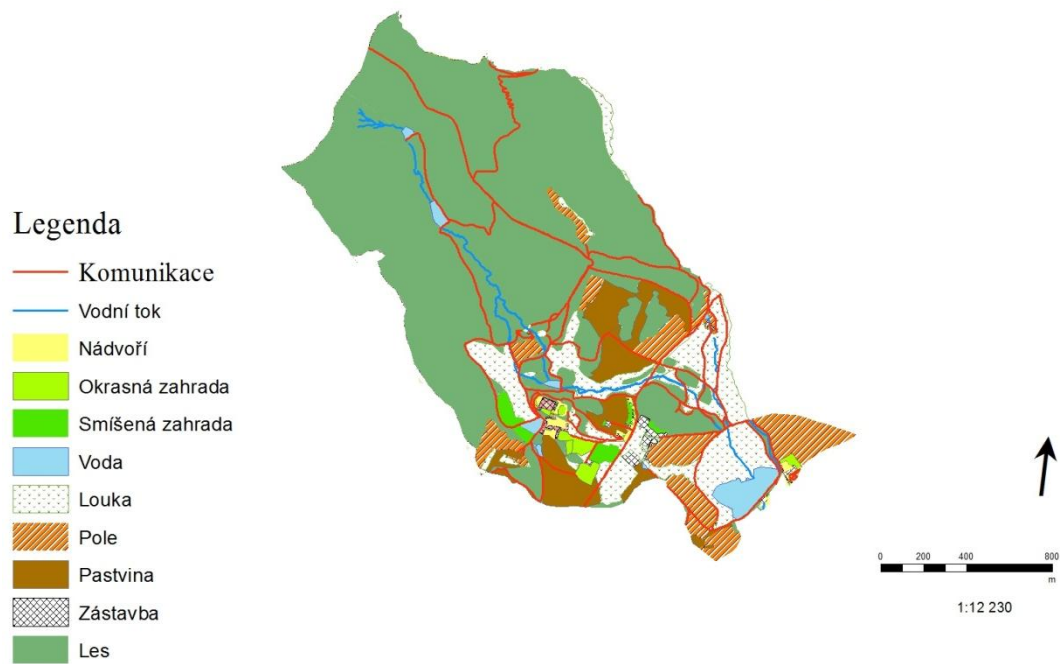 Legenda
Komunikace
Vodní tok
Nádvoří
Okrasná zahrada
Smíšená zahrada
Voda
Louka
Pole
Pastvina
Zástavba
Les
0 200 400 800
m
1:12 230